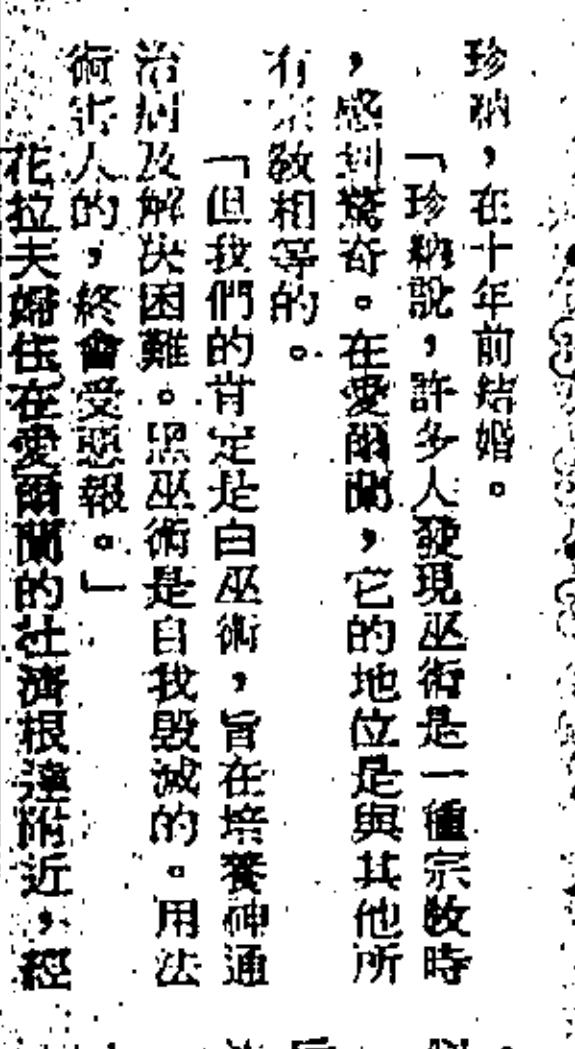 珍納，在十年前結婚。
「珍納說，許多人發現巫術是一種宗教時
，感到驚奇。在愛爾蘭，它的地位是與其他所
有宗教相等的。
「但我們的肯定是白巫術，旨在培養神通
治病及解決困難。黑巫術是自我毀滅的。用法
術害人的，終會受惡報。」
花拉夫婦住在愛爾蘭的社濟根達附近，經